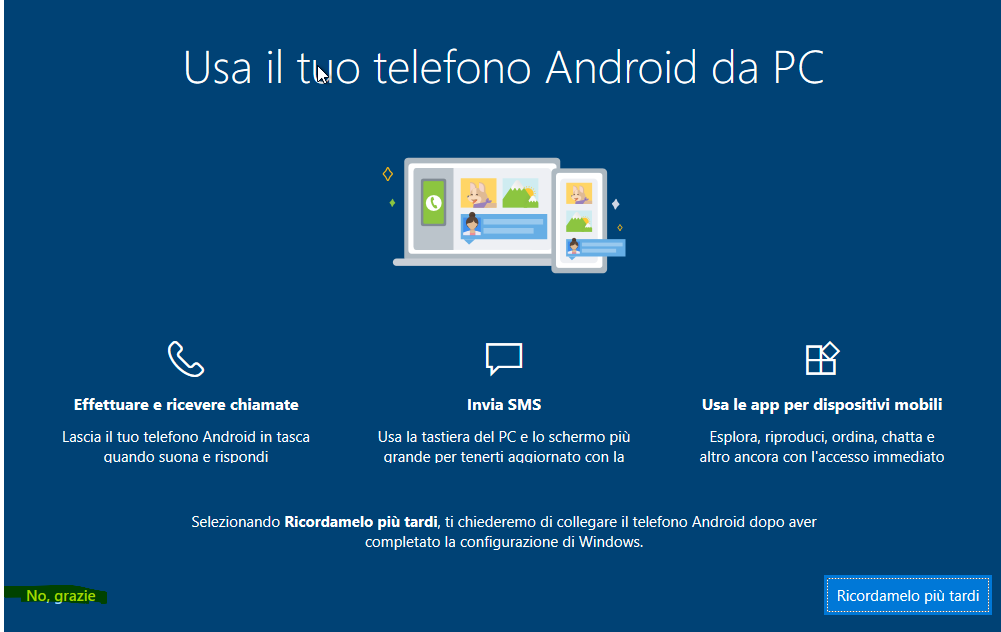 Usa il tuo telefono Android da PC
Effettuare e ricevere chiamate
Lascia il tuo telefono Android in tasca
quando suona e rispondi
Invia SMS
Usa la tastiera del PC e lo schermo più
grande per tenerti aggiornato con la
Usa le app per dispositivi mobili
Esplora, riproduci, ordina, chatta e
altro ancora con l'accesso immediato
Selezionando Ricordamelo più tardi, ti chiederemo di collegare il telefono Android dopo aver
completato la configurazione di Windows.
No, grazie
Ricordamelo più tardi